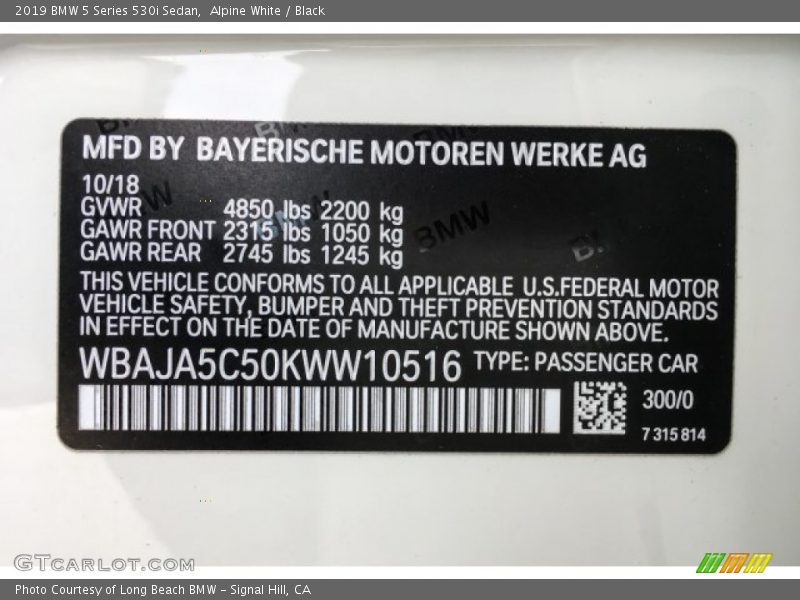 2019 BMW 5 Series 530i Sedan, Alpine White / Black
MFD BY BAYERISCHE MOTOREN WERKE AG
10/18
GVWR 4850 lbs 2200 kg
GAWR FRONT 2315 lbs 1050 kg
GAWR REAR 2745 lbs 1245 kg
THIS VEHICLE CONFORMS TO ALL APPLICABLE U.S.FEDERAL MOTOR
VEHICLE SAFETY, BUMPER AND THEFT PREVENTION STANDARDS
IN EFFECT ON THE DATE OF MANUFACTURE SHOWN ABOVE.
WBAJA5C50KWW10516 TYPE: PASSENGER CAR
300/0
7 315 814
BMW
GTCARLOT.COM
Photo Courtesy of Long Beach BMW - Signal Hill, CA